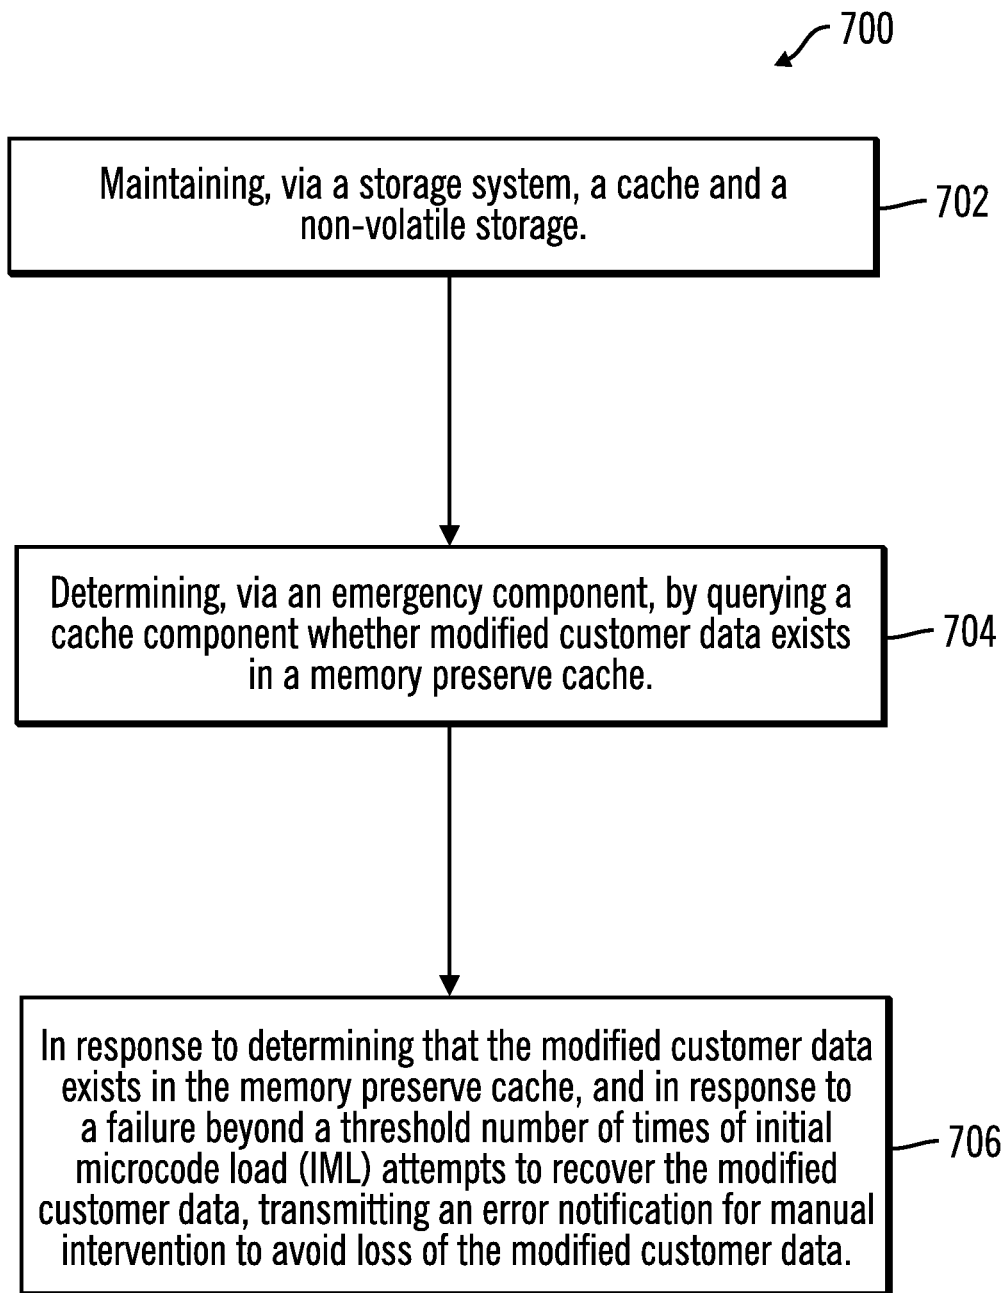 700
Maintaining, via a storage system, a cache and a
non-volatile storage.
702
Determining, via an emergency component, by querying a
cache component whether modified customer data exists
in a memory preserve cache.
704
In response to determining that the modified customer data
exists in the memory preserve cache, and in response to
a failure beyond a threshold number of times of initial
microcode load (IML) attempts to recover the modified
customer data, transmitting an error notification for manual
intervention to avoid loss of the modified customer data.
706